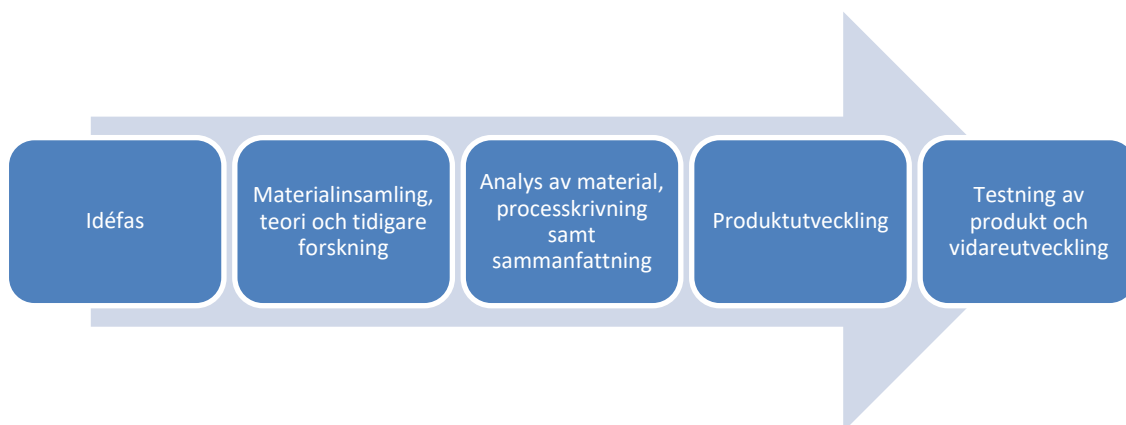 Idéfas
Materialinsamling,
teori och tidigare
forskning
Analys av material,
processkrivning
samt
sammanfattning
Produktutveckling
Testning av
produkt och
vidareutveckling